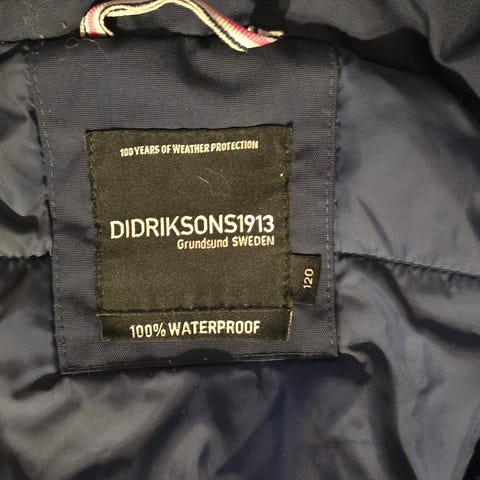 100 YEARS OF WEATHER PROTECTION
DIDRIKSONS1913
Grundsund SWEDEN
120
100% WATERPROOF